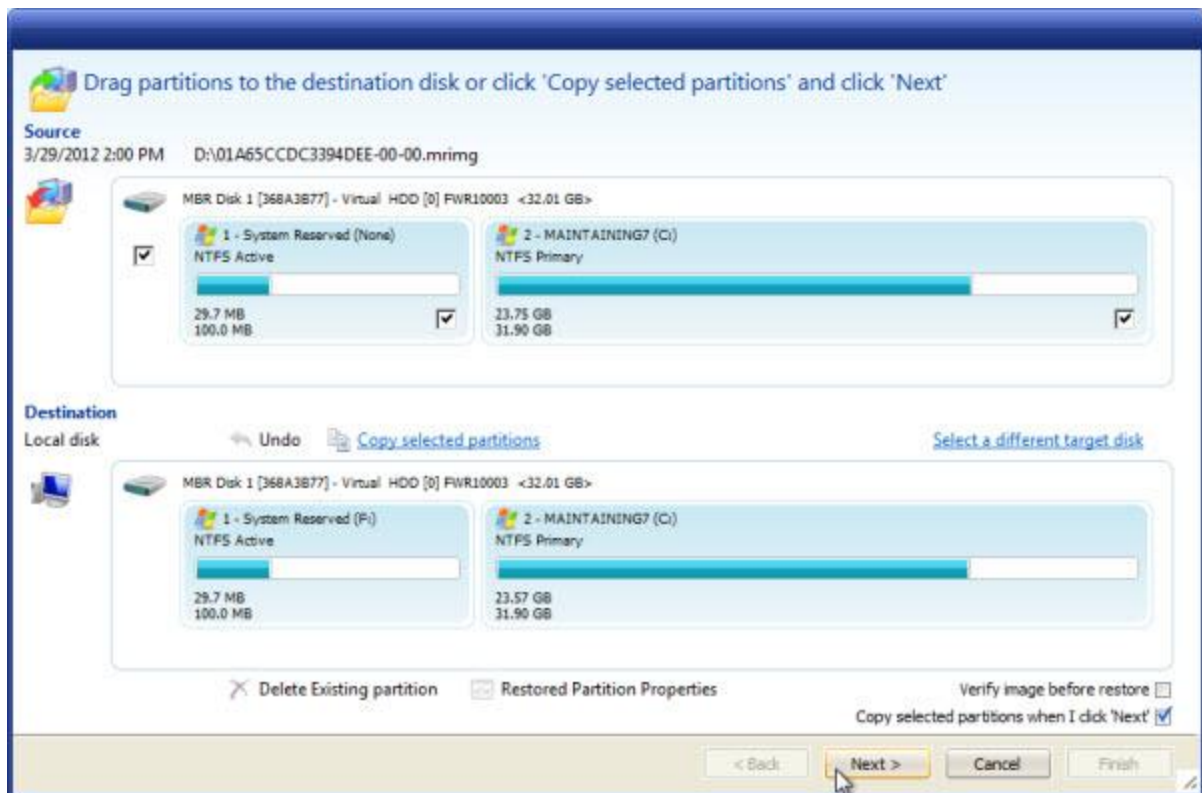 Drag partitions to the destination disk or click 'Copy selected partitions' and click 'Next'
Source
3/29/2012 2:00 PM D:\01A65CCDC3394DEE-00-00.mrimg
MBR Disk 1 [368A3B77] - Virtual HDD [0] FWR10003 <32.01 GB>
1 - System Reserved (None)
NTFS Active
29.7 MB
100.0 MB
2 - MAINTAINING7 (C:)
NTFS Primary
23.75 GB
31.90 GB
Destination
Local disk Undo Copy selected partitions Select a different target disk
MBR Disk 1 [368A3B77] - Virtual HDD [0] FWR10003 <32.01 GB>
1 - System Reserved (F:)
NTFS Active
29.7 MB
100.0 MB
2 - MAINTAINING7 (C:)
NTFS Primary
23.57 GB
31.90 GB
Delete Existing partition Restored Partition Properties Verify image before restore
Copy selected partitions when I click 'Next'
< Back Next > Cancel Finish